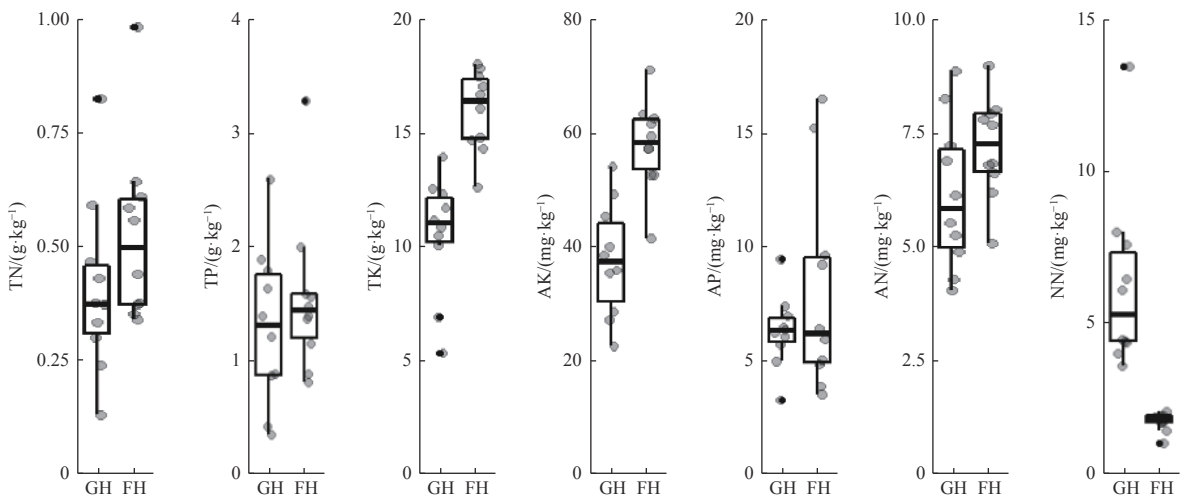 TN/(g·kg⁻¹)
1.00
0.75
0.50
0.25
0
GH FH
TP/(g·kg⁻¹)
4
3
2
1
0
GH FH
TK/(g·kg⁻¹)
20
15
10
5
0
GH FH
AK/(mg·kg⁻¹)
80
60
40
20
0
GH FH
AP/(mg·kg⁻¹)
20
15
10
5
0
GH FH
AN/(mg·kg⁻¹)
10.0
7.5
5.0
2.5
0
GH FH
NN/(mg·kg⁻¹)
15
10
5
0
GH FH